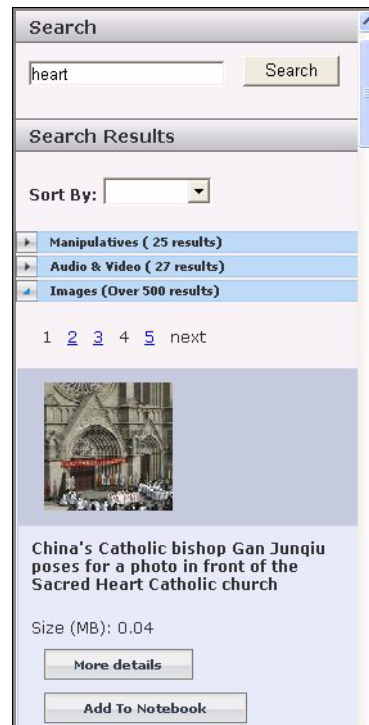 Search
heart
Search
Search Results
Sort By:
Manipulatives ( 25 results)
Audio & Video ( 27 results)
Images (Over 500 results)
1 2 3 4 5 next
China's Catholic bishop Gan Junqiu
poses for a photo in front of the
Sacred Heart Catholic church
Size (MB): 0.04
More details
Add To Notebook